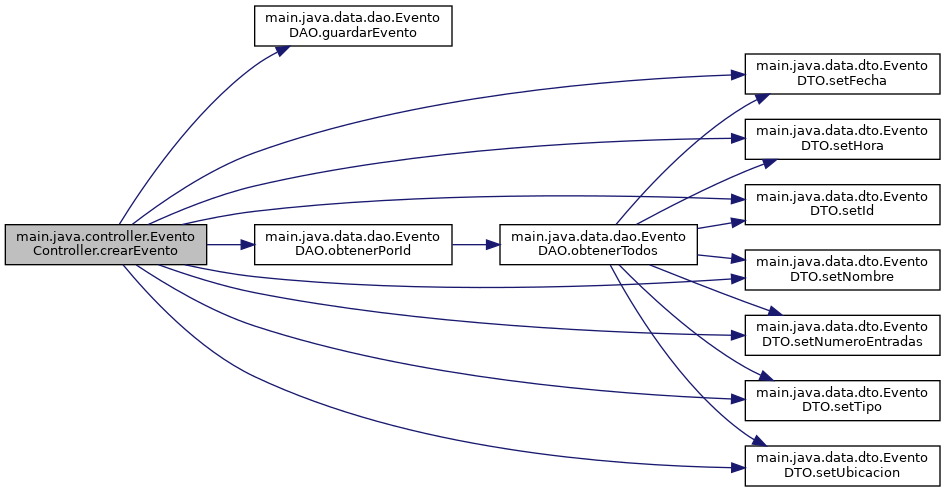 main.java.controller.Evento
Controller.crearEvento
main.java.data.dao.Evento
DAO.guardarEvento
main.java.data.dao.Evento
DAO.obtenerPorId
main.java.data.dao.Evento
DAO.obtenerTodos
main.java.data.dto.Evento
DTO.setFecha
main.java.data.dto.Evento
DTO.setHora
main.java.data.dto.Evento
DTO.setId
main.java.data.dto.Evento
DTO.setNombre
main.java.data.dto.Evento
DTO.setNumeroEntradas
main.java.data.dto.Evento
DTO.setTipo
main.java.data.dto.Evento
DTO.setUbicacion